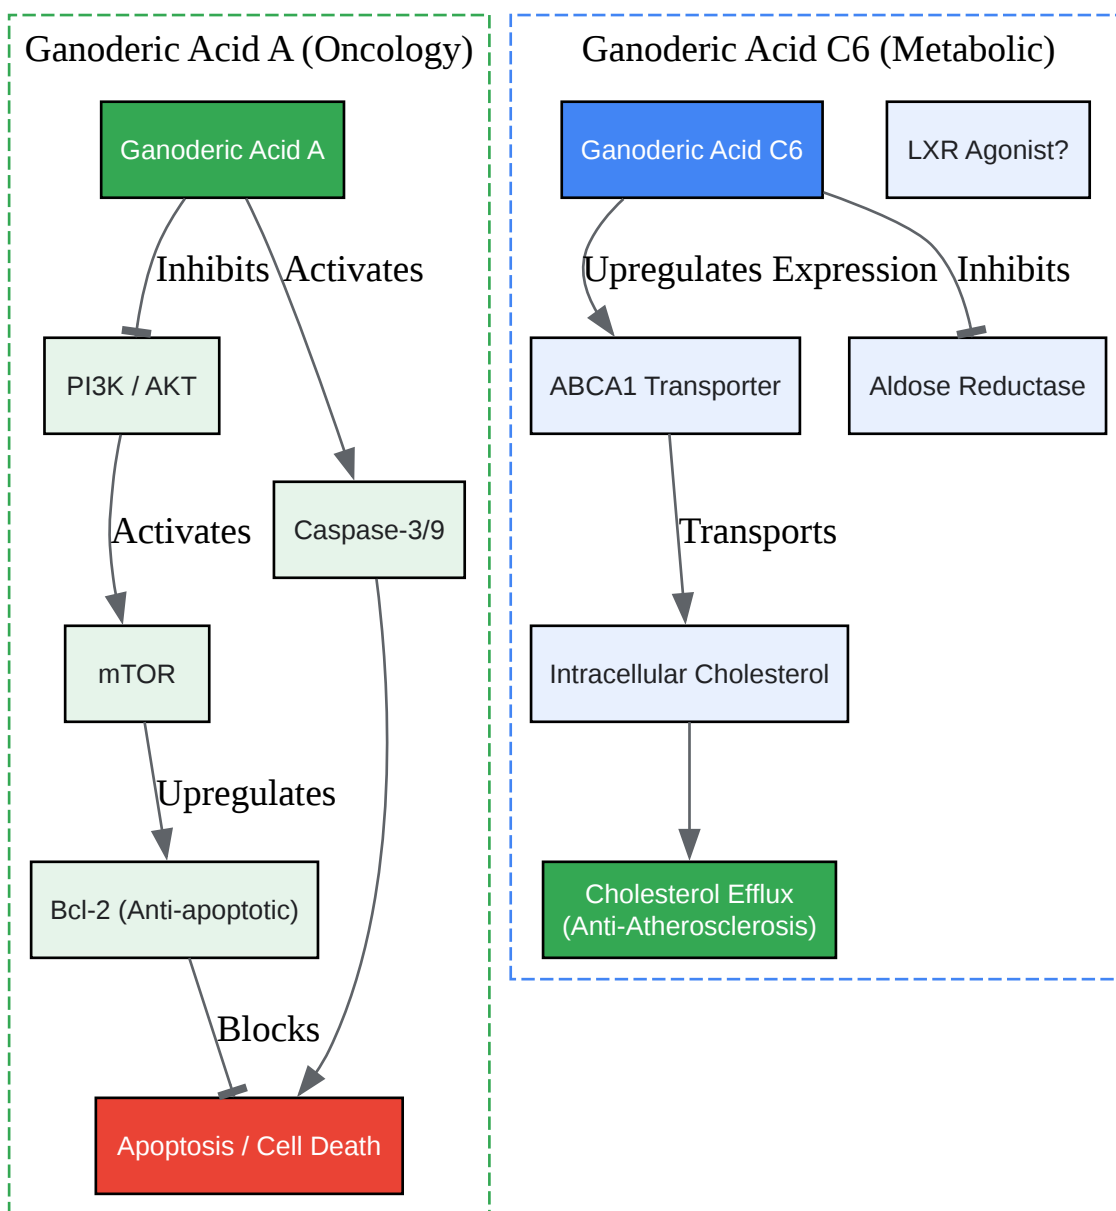 Ganoderic Acid A (Oncology)
Ganoderic Acid A
Inhibits
Activates
PI3K / AKT
Activates
Caspase-3/9
mTOR
Upregulates
Bcl-2 (Anti-apoptotic)
Blocks
Apoptosis / Cell Death
Ganoderic Acid C6 (Metabolic)
Ganoderic Acid C6
LXR Agonist?
Upregulates Expression
Inhibits
ABCA1 Transporter
Aldose Reductase
Transports
Intracellular Cholesterol
Cholesterol Efflux
(Anti-Atherosclerosis)